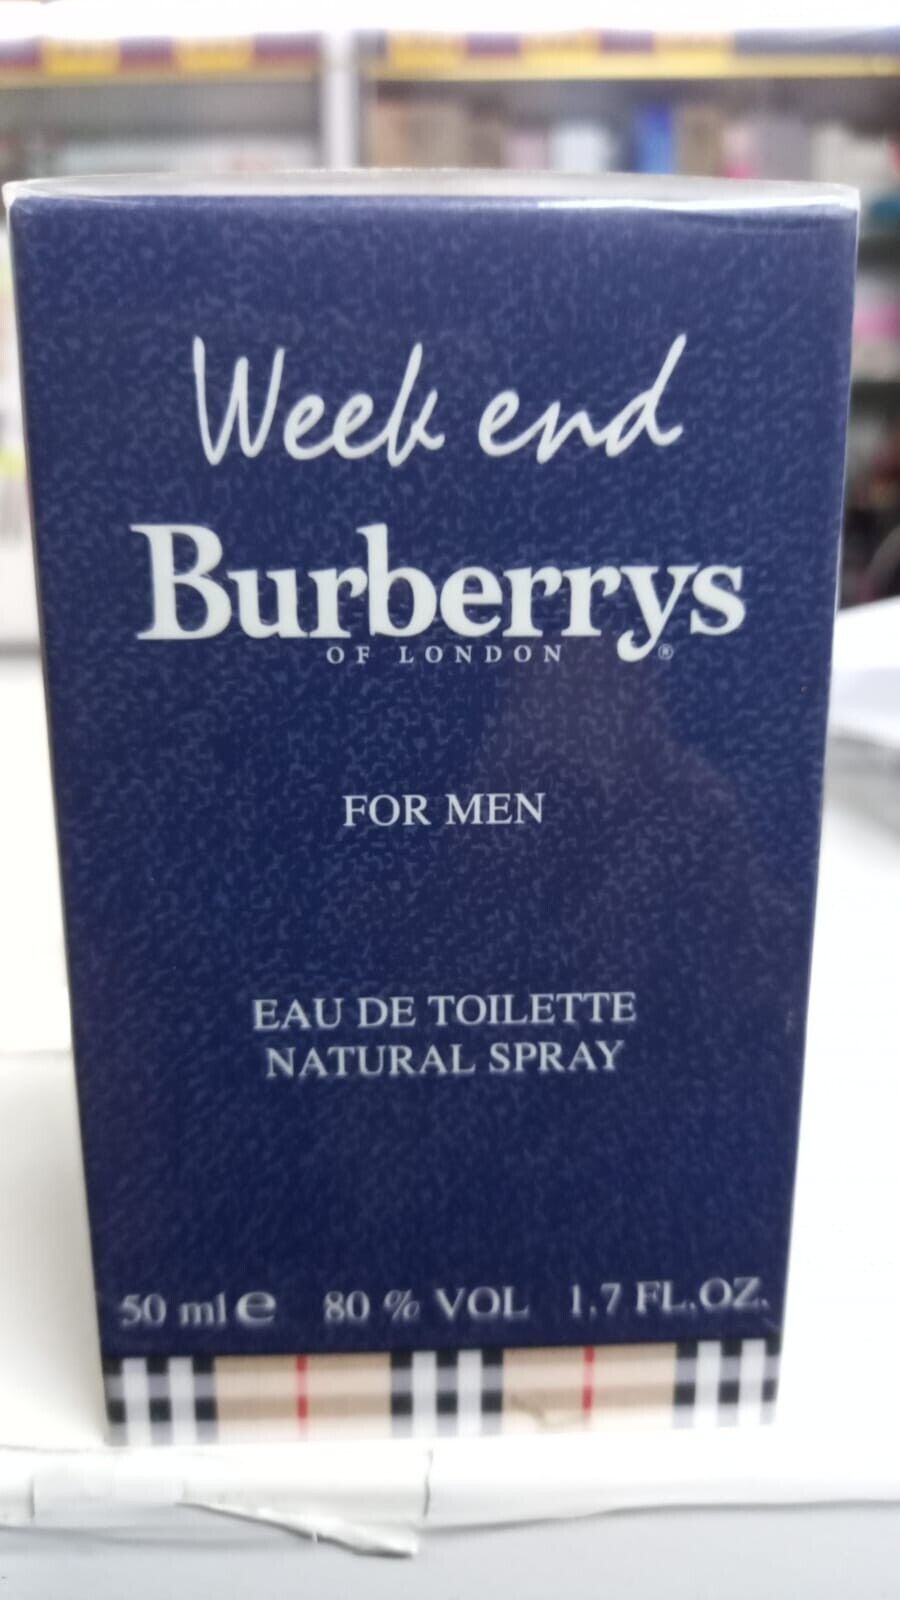 Week end
Burberrys
OF LONDON ®
FOR MEN
EAU DE TOILETTE
NATURAL SPRAY
50 ml e 80 % VOL 1,7 FL.OZ.